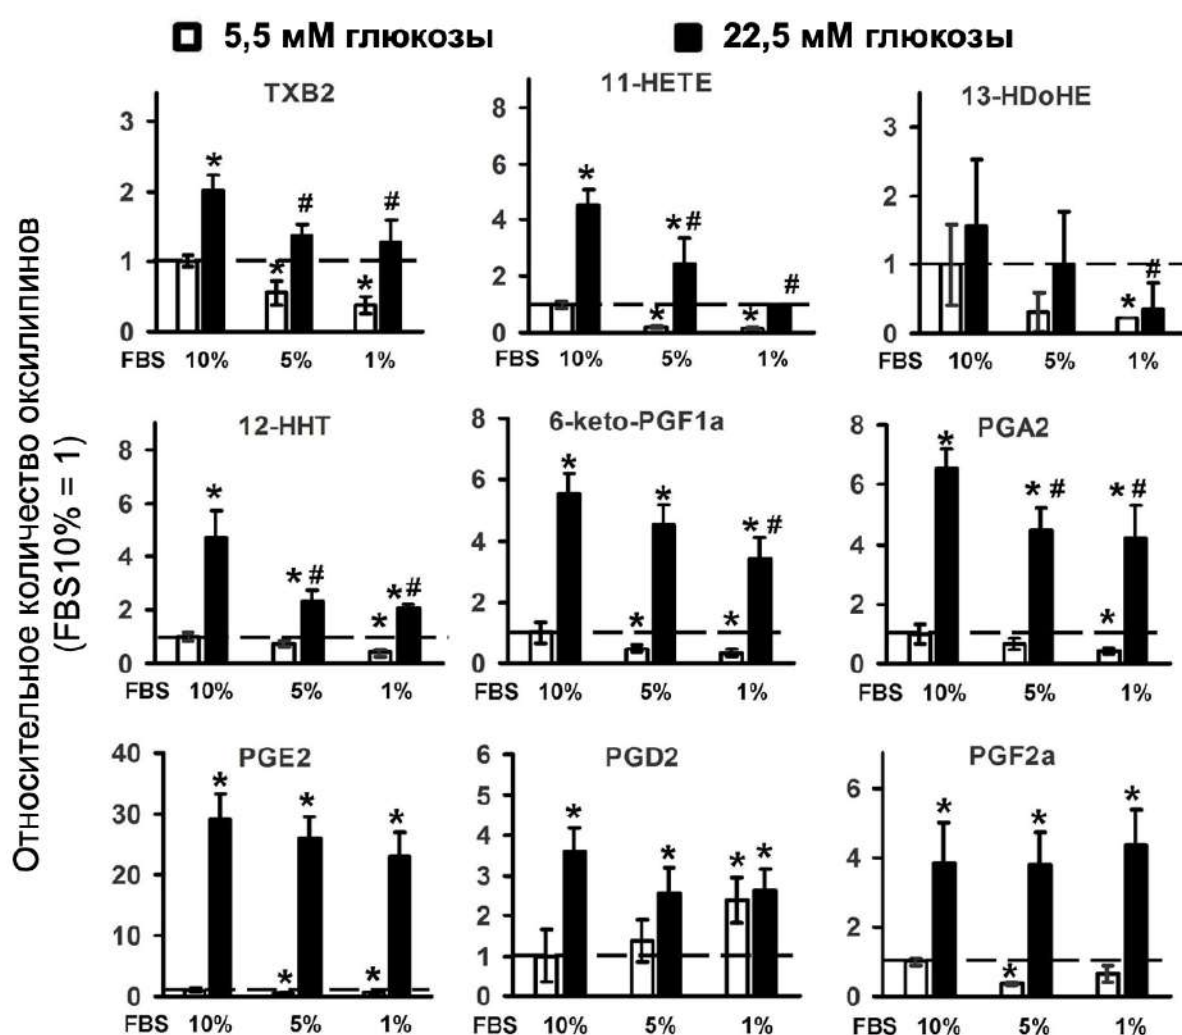 5,5 мМ глюкозы 22,5 мМ глюкозы
Относительное количество оксилипинов
(FBS10% = 1)
TXB2
3
*
2
# #
1
* *
0
FBS 10% 5% 1%
11-HETE
8
6
*
4
*#
2
#
* *
0
FBS 10% 5% 1%
13-HDoHE
3
2
1
#
*
0
FBS 10% 5% 1%
12-HHT
8
6
*
4
*# *#
2
*
0
FBS 10% 5% 1%
6-keto-PGF1a
8
6
* *
4
*#
2
* *
0
FBS 10% 5% 1%
PGA2
8
*
6
*# *#
4
2
*
0
FBS 10% 5% 1%
PGE2
40
* * *
30
20
10
* *
0
FBS 10% 5% 1%
PGD2
6
5
*
4
* * *
3
2
1
0
FBS 10% 5% 1%
PGF2a
6
* * *
4
2
*
0
FBS 10% 5% 1%